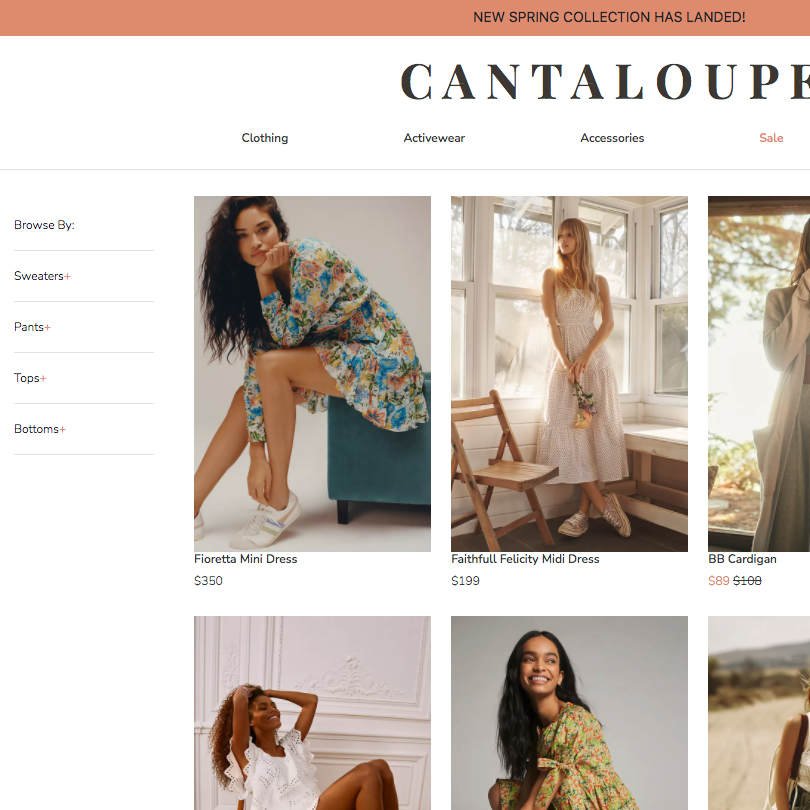 NEW SPRING COLLECTION HAS LANDED!
CANTALOUPE
Clothing Activewear Accessories Sale
Browse By:
Sweaters+
Pants+
Tops+
Bottoms+
Fioretta Mini Dress
$350
Faithfull Felicity Midi Dress
$199
BB Cardigan
$89 $108